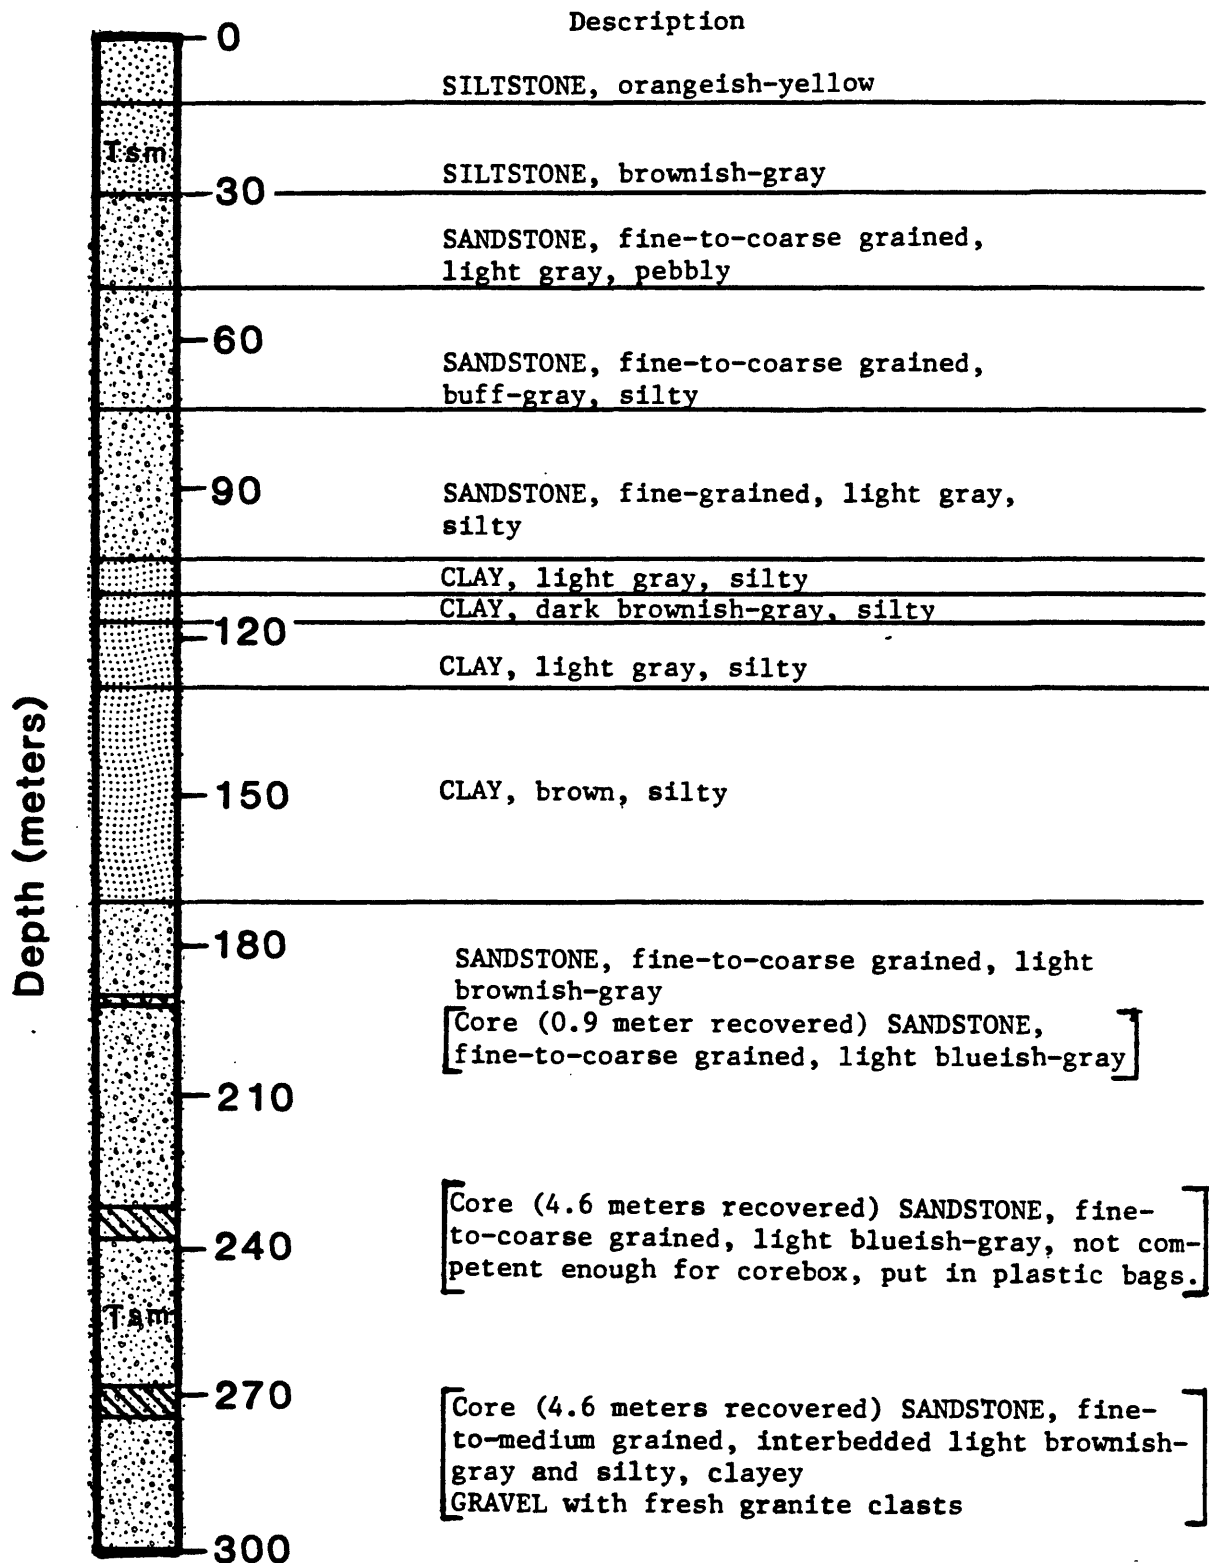 Description
0
SILTSTONE, orangeish-yellow
Tsm
SILTSTONE, brownish-gray
30
SANDSTONE, fine-to-coarse grained,
light gray, pebbly
60
SANDSTONE, fine-to-coarse grained,
buff-gray, silty
90
SANDSTONE, fine-grained, light gray,
silty
CLAY, light gray, silty
CLAY, dark brownish-gray, silty
120
CLAY, light gray, silty
Depth (meters)
150
CLAY, brown, silty
180
SANDSTONE, fine-to-coarse grained, light
brownish-gray
[Core (0.9 meter recovered) SANDSTONE,
fine-to-coarse grained, light blueish-gray]
210
[Core (4.6 meters recovered) SANDSTONE, fine-
to-coarse grained, light blueish-gray, not com-
petent enough for corebox, put in plastic bags.]
240
Tsm
270
[Core (4.6 meters recovered) SANDSTONE, fine-
to-medium grained, interbedded light brownish-
gray and silty, clayey
GRAVEL with fresh granite clasts]
300